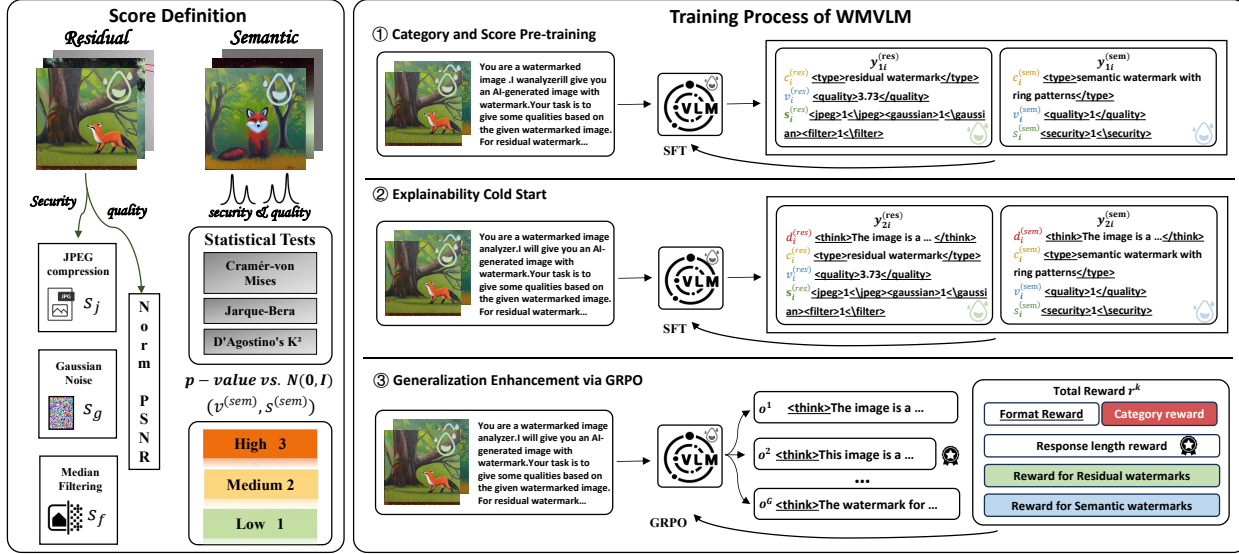 Score Definition
Residual
Semantic
Security
quality
security & quality
JPEG
compression
JPG
S_j
Gaussian
Noise
S_g
Median
Filtering
S_f
Norm PSNR
Statistical Tests
Cramér-von
Mises
Jarque-Bera
D'Agostino's K²
p − value vs. N(0, I)
(v^(sem), s^(sem))
High 3
Medium 2
Low 1
Training Process of WMVLM
① Category and Score Pre-training
You are a watermarked
image .I wanalyzerill give you
an AI-generated image with
watermark.Your task is to
give some qualities based on
the given watermarked image.
For residual watermark...
VLM
SFT
y_1i^(res)
c_i^(res) <type>residual watermark</type>
v_i^(res) <quality>3.73</quality>
s_i^(res) <jpeg>1<\jpeg><gaussian>1<\gaussi
an><filter>1<\filter>
y_1i^(sem)
c_i^(sem) <type>semantic watermark with
ring patterns</type>
v_i^(sem) <quality>1</quality>
s_i^(sem) <security>1<\security>
② Explainability Cold Start
You are a watermarked image
analyzer.I will give you an AI-
generated image with
watermark.Your task is to
give some qualities based on
the given watermarked image.
For residual watermark...
VLM
SFT
y_2i^(res)
d_i^(res) <think>The image is a ... </think>
c_i^(res) <type>residual watermark</type>
v_i^(res) <quality>3.73</quality>
s_i^(res) <jpeg>1<\jpeg><gaussian>1<\gaussi
an><filter>1<\filter>
y_2i^(sem)
d_i^(sem) <think>The image is a ...</think>
c_i^(sem) <type>semantic watermark with
ring patterns</type>
v_i^(sem) <quality>1</quality>
s_i^(sem) <security>1<\security>
③ Generalization Enhancement via GRPO
You are a watermarked image
analyzer.I will give you an AI-
generated image with
watermark.Your task is to
give some qualities based on
the given watermarked image.
For residual watermark...
VLM
GRPO
o^1 <think>The image is a ...
o^2 <think>This image is a ...
...
o^G <think>The watermark for ...
Total Reward r^k
Format Reward
Category reward
Response length reward
Reward for Residual watermarks
Reward for Semantic watermarks